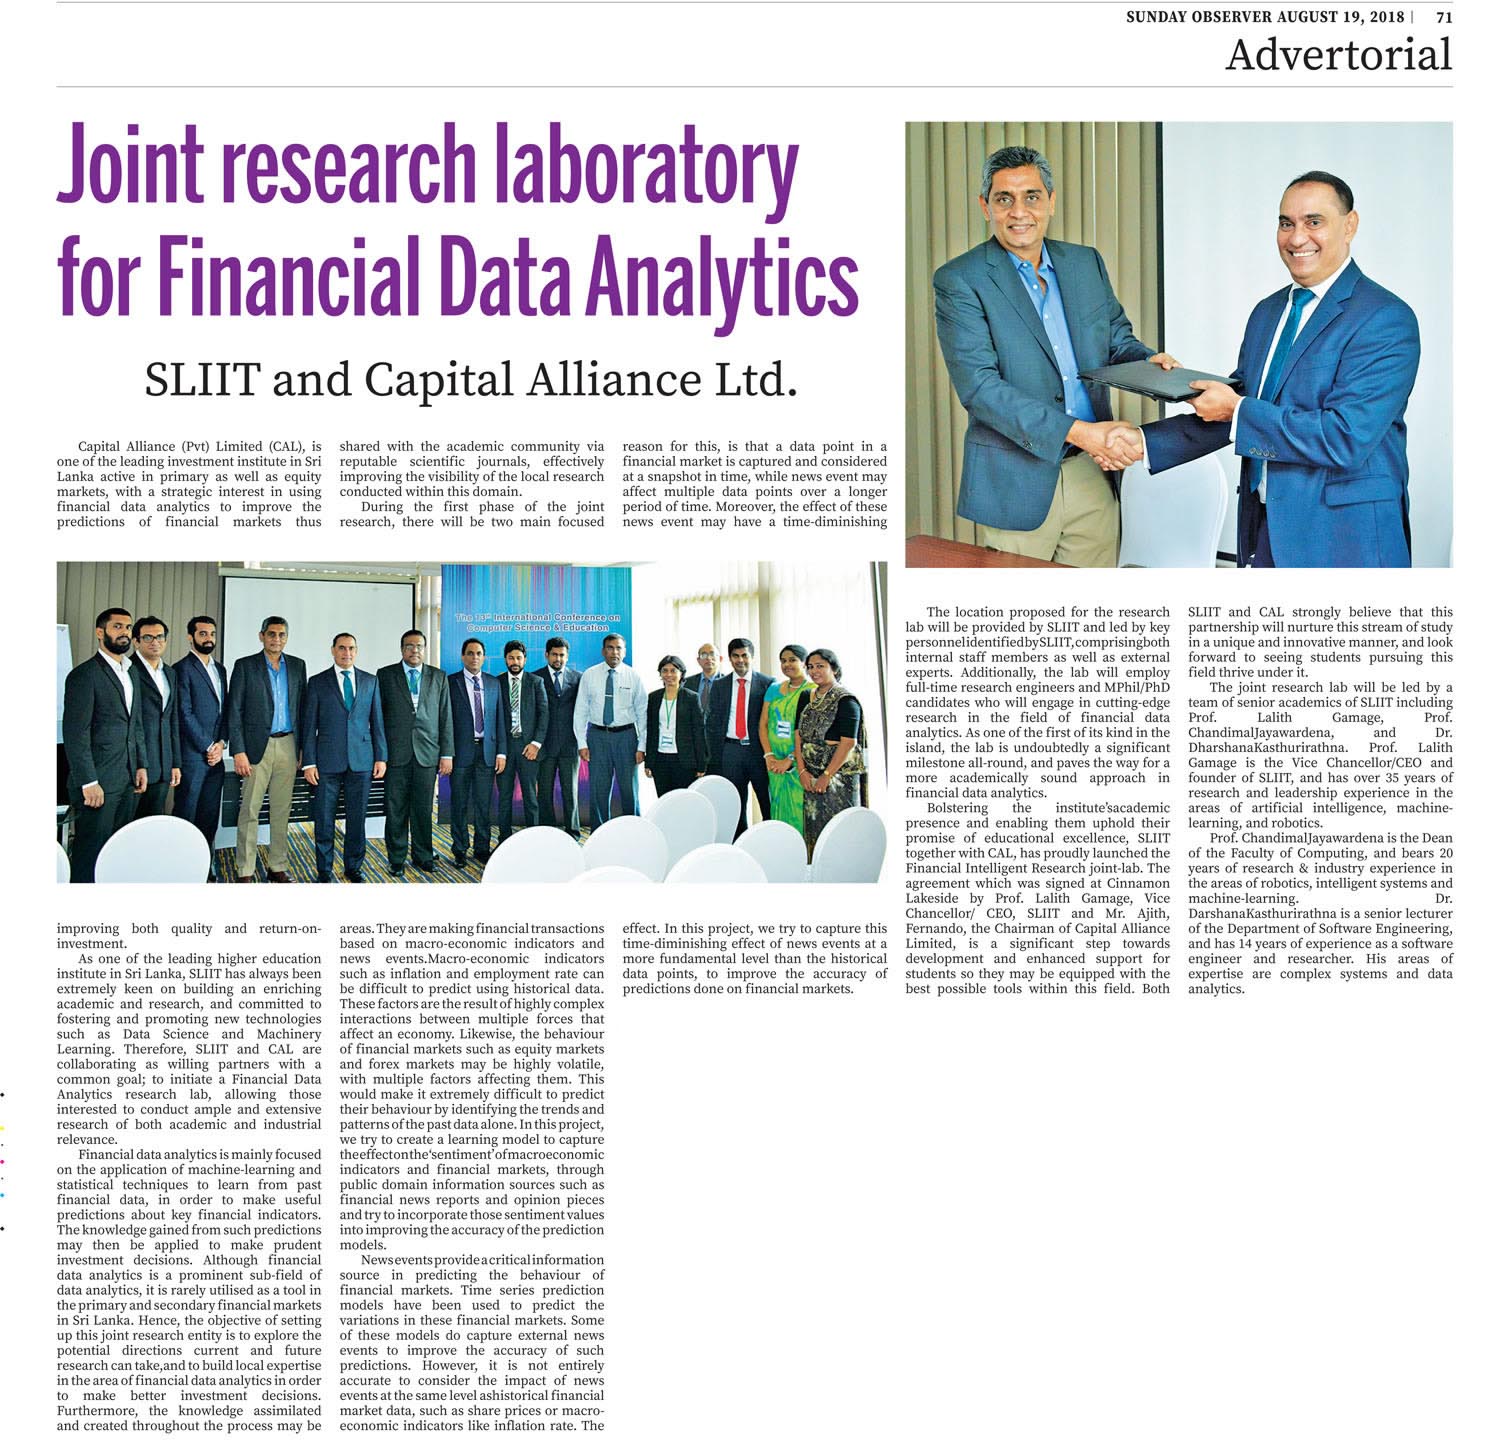 SUNDAY OBSERVER AUGUST 19, 2018 | 71
Advertorial
Joint research laboratory
for Financial Data Analytics
SLIIT and Capital Alliance Ltd.
Capital Alliance (Pvt) Limited (CAL), is
one of the leading investment institute in Sri
Lanka active in primary as well as equity
markets, with a strategic interest in using
financial data analytics to improve the
predictions of financial markets thus
improving both quality and return-on-
investment.
As one of the leading higher education
institute in Sri Lanka, SLIIT has always been
extremely keen on building an enriching
academic and research, and committed to
fostering and promoting new technologies
such as Data Science and Machinery
Learning. Therefore, SLIIT and CAL are
collaborating as willing partners with a
common goal; to initiate a Financial Data
Analytics research lab, allowing those
interested to conduct ample and extensive
research of both academic and industrial
relevance.
Financial data analytics is mainly focused
on the application of machine-learning and
statistical techniques to learn from past
financial data, in order to make useful
predictions about key financial indicators.
The knowledge gained from such predictions
may then be applied to make prudent
investment decisions. Although financial
data analytics is a prominent sub-field of
data analytics, it is rarely utilised as a tool in
the primary and secondary financial markets
in Sri Lanka. Hence, the objective of setting
up this joint research entity is to explore the
potential directions current and future
research can take,and to build local expertise
in the area of financial data analytics in order
to make better investment decisions.
Furthermore, the knowledge assimilated
and created throughout the process may be
shared with the academic community via
reputable scientific journals, effectively
improving the visibility of the local research
conducted within this domain.
During the first phase of the joint
research, there will be two main focused
areas. They are making financial transactions
based on macro-economic indicators and
news events.Macro-economic indicators
such as inflation and employment rate can
be difficult to predict using historical data.
These factors are the result of highly complex
interactions between multiple forces that
affect an economy. Likewise, the behaviour
of financial markets such as equity markets
and forex markets may be highly volatile,
with multiple factors affecting them. This
would make it extremely difficult to predict
their behaviour by identifying the trends and
patterns of the past data alone. In this project,
we try to create a learning model to capture
the effect on the ‘sentiment’ of macroeconomic
indicators and financial markets, through
public domain information sources such as
financial news reports and opinion pieces
and try to incorporate those sentiment values
into improving the accuracy of the prediction
models.
News events provide a critical information
source in predicting the behaviour of
financial markets. Time series prediction
models have been used to predict the
variations in these financial markets. Some
of these models do capture external news
events to improve the accuracy of such
predictions. However, it is not entirely
accurate to consider the impact of news
events at the same level ashistorical financial
market data, such as share prices or macro-
economic indicators like inflation rate. The
reason for this, is that a data point in a
financial market is captured and considered
at a snapshot in time, while news event may
affect multiple data points over a longer
period of time. Moreover, the effect of these
news event may have a time-diminishing
effect. In this project, we try to capture this
time-diminishing effect of news events at a
more fundamental level than the historical
data points, to improve the accuracy of
predictions done on financial markets.
The 13th International Conference on
Computer Science & Education
The location proposed for the research
lab will be provided by SLIIT and led by key
personnel identified by SLIIT, comprising both
internal staff members as well as external
experts. Additionally, the lab will employ
full-time research engineers and MPhil/PhD
candidates who will engage in cutting-edge
research in the field of financial data
analytics. As one of the first of its kind in the
island, the lab is undoubtedly a significant
milestone all-round, and paves the way for a
more academically sound approach in
financial data analytics.
Bolstering the institute’sacademic
presence and enabling them uphold their
promise of educational excellence, SLIIT
together with CAL, has proudly launched the
Financial Intelligent Research joint-lab. The
agreement which was signed at Cinnamon
Lakeside by Prof. Lalith Gamage, Vice
Chancellor/ CEO, SLIIT and Mr. Ajith,
Fernando, the Chairman of Capital Alliance
Limited, is a significant step towards
development and enhanced support for
students so they may be equipped with the
best possible tools within this field. Both
SLIIT and CAL strongly believe that this
partnership will nurture this stream of study
in a unique and innovative manner, and look
forward to seeing students pursuing this
field thrive under it.
The joint research lab will be led by a
team of senior academics of SLIIT including
Prof. Lalith Gamage, Prof.
ChandimalJayawardena, and Dr.
DharshanaKasthurirathna. Prof. Lalith
Gamage is the Vice Chancellor/CEO and
founder of SLIIT, and has over 35 years of
research and leadership experience in the
areas of artificial intelligence, machine-
learning, and robotics.
Prof. ChandimalJayawardena is the Dean
of the Faculty of Computing, and bears 20
years of research & industry experience in
the areas of robotics, intelligent systems and
machine-learning. Dr.
DarshanaKasthurirathna is a senior lecturer
of the Department of Software Engineering,
and has 14 years of experience as a software
engineer and researcher. His areas of
expertise are complex systems and data
analytics.